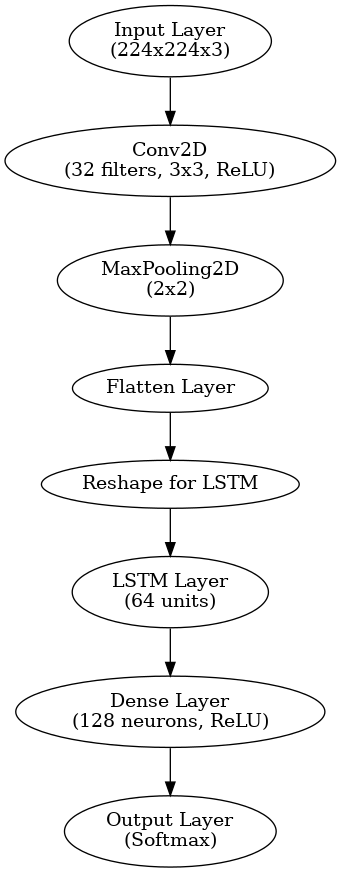 Input Layer
(224x224x3)
Conv2D
(32 filters, 3x3, ReLU)
MaxPooling2D
(2x2)
Flatten Layer
Reshape for LSTM
LSTM Layer
(64 units)
Dense Layer
(128 neurons, ReLU)
Output Layer
(Softmax)